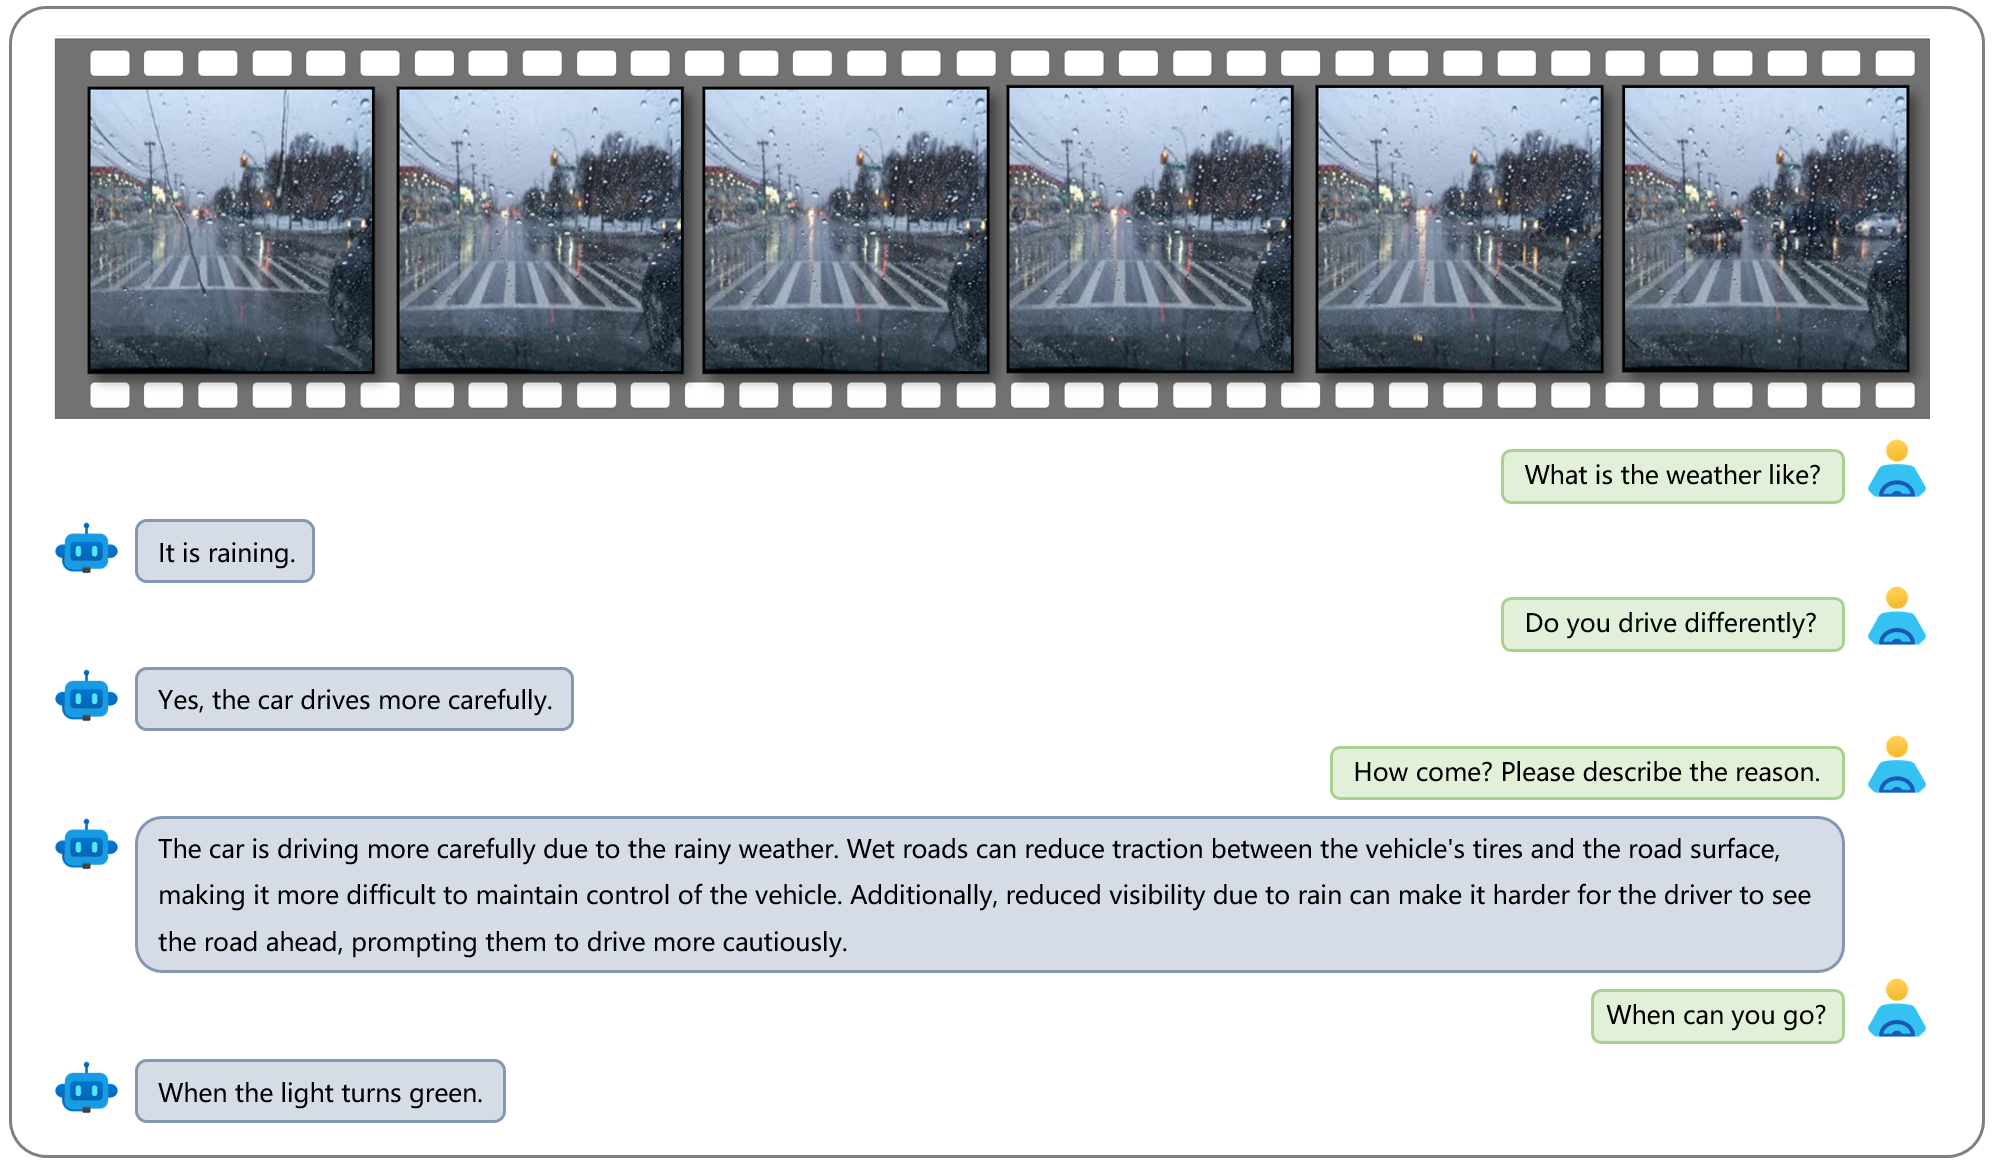 What is the weather like?
It is raining.
Do you drive differently?
Yes, the car drives more carefully.
How come? Please describe the reason.
The car is driving more carefully due to the rainy weather. Wet roads can reduce traction between the vehicle's tires and the road surface,
making it more difficult to maintain control of the vehicle. Additionally, reduced visibility due to rain can make it harder for the driver to see
the road ahead, prompting them to drive more cautiously.
When can you go?
When the light turns green.